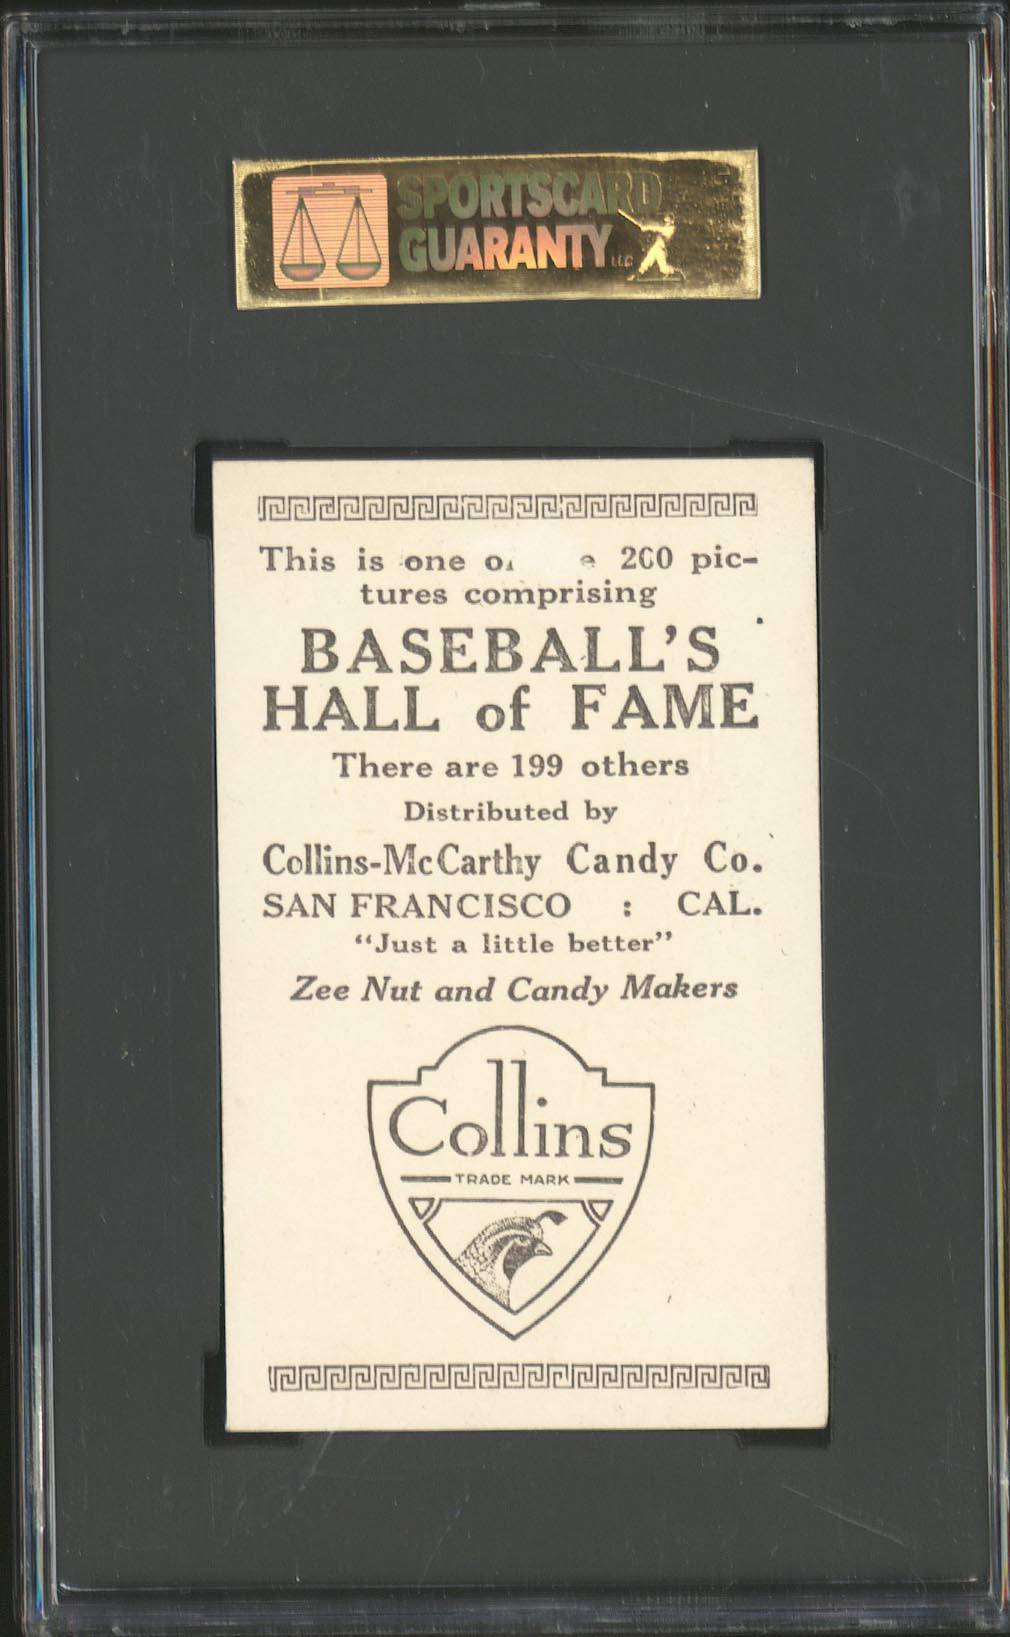 SPORTSCARD
GUARANTY LLC
This is one 200 pic-
tures comprising
BASEBALL'S
HALL of FAME
There are 199 others
Distributed by
Collins-McCarthy Candy Co.
SAN FRANCISCO : CAL.
"Just a little better"
Zee Nut and Candy Makers
Collins
TRADE MARK